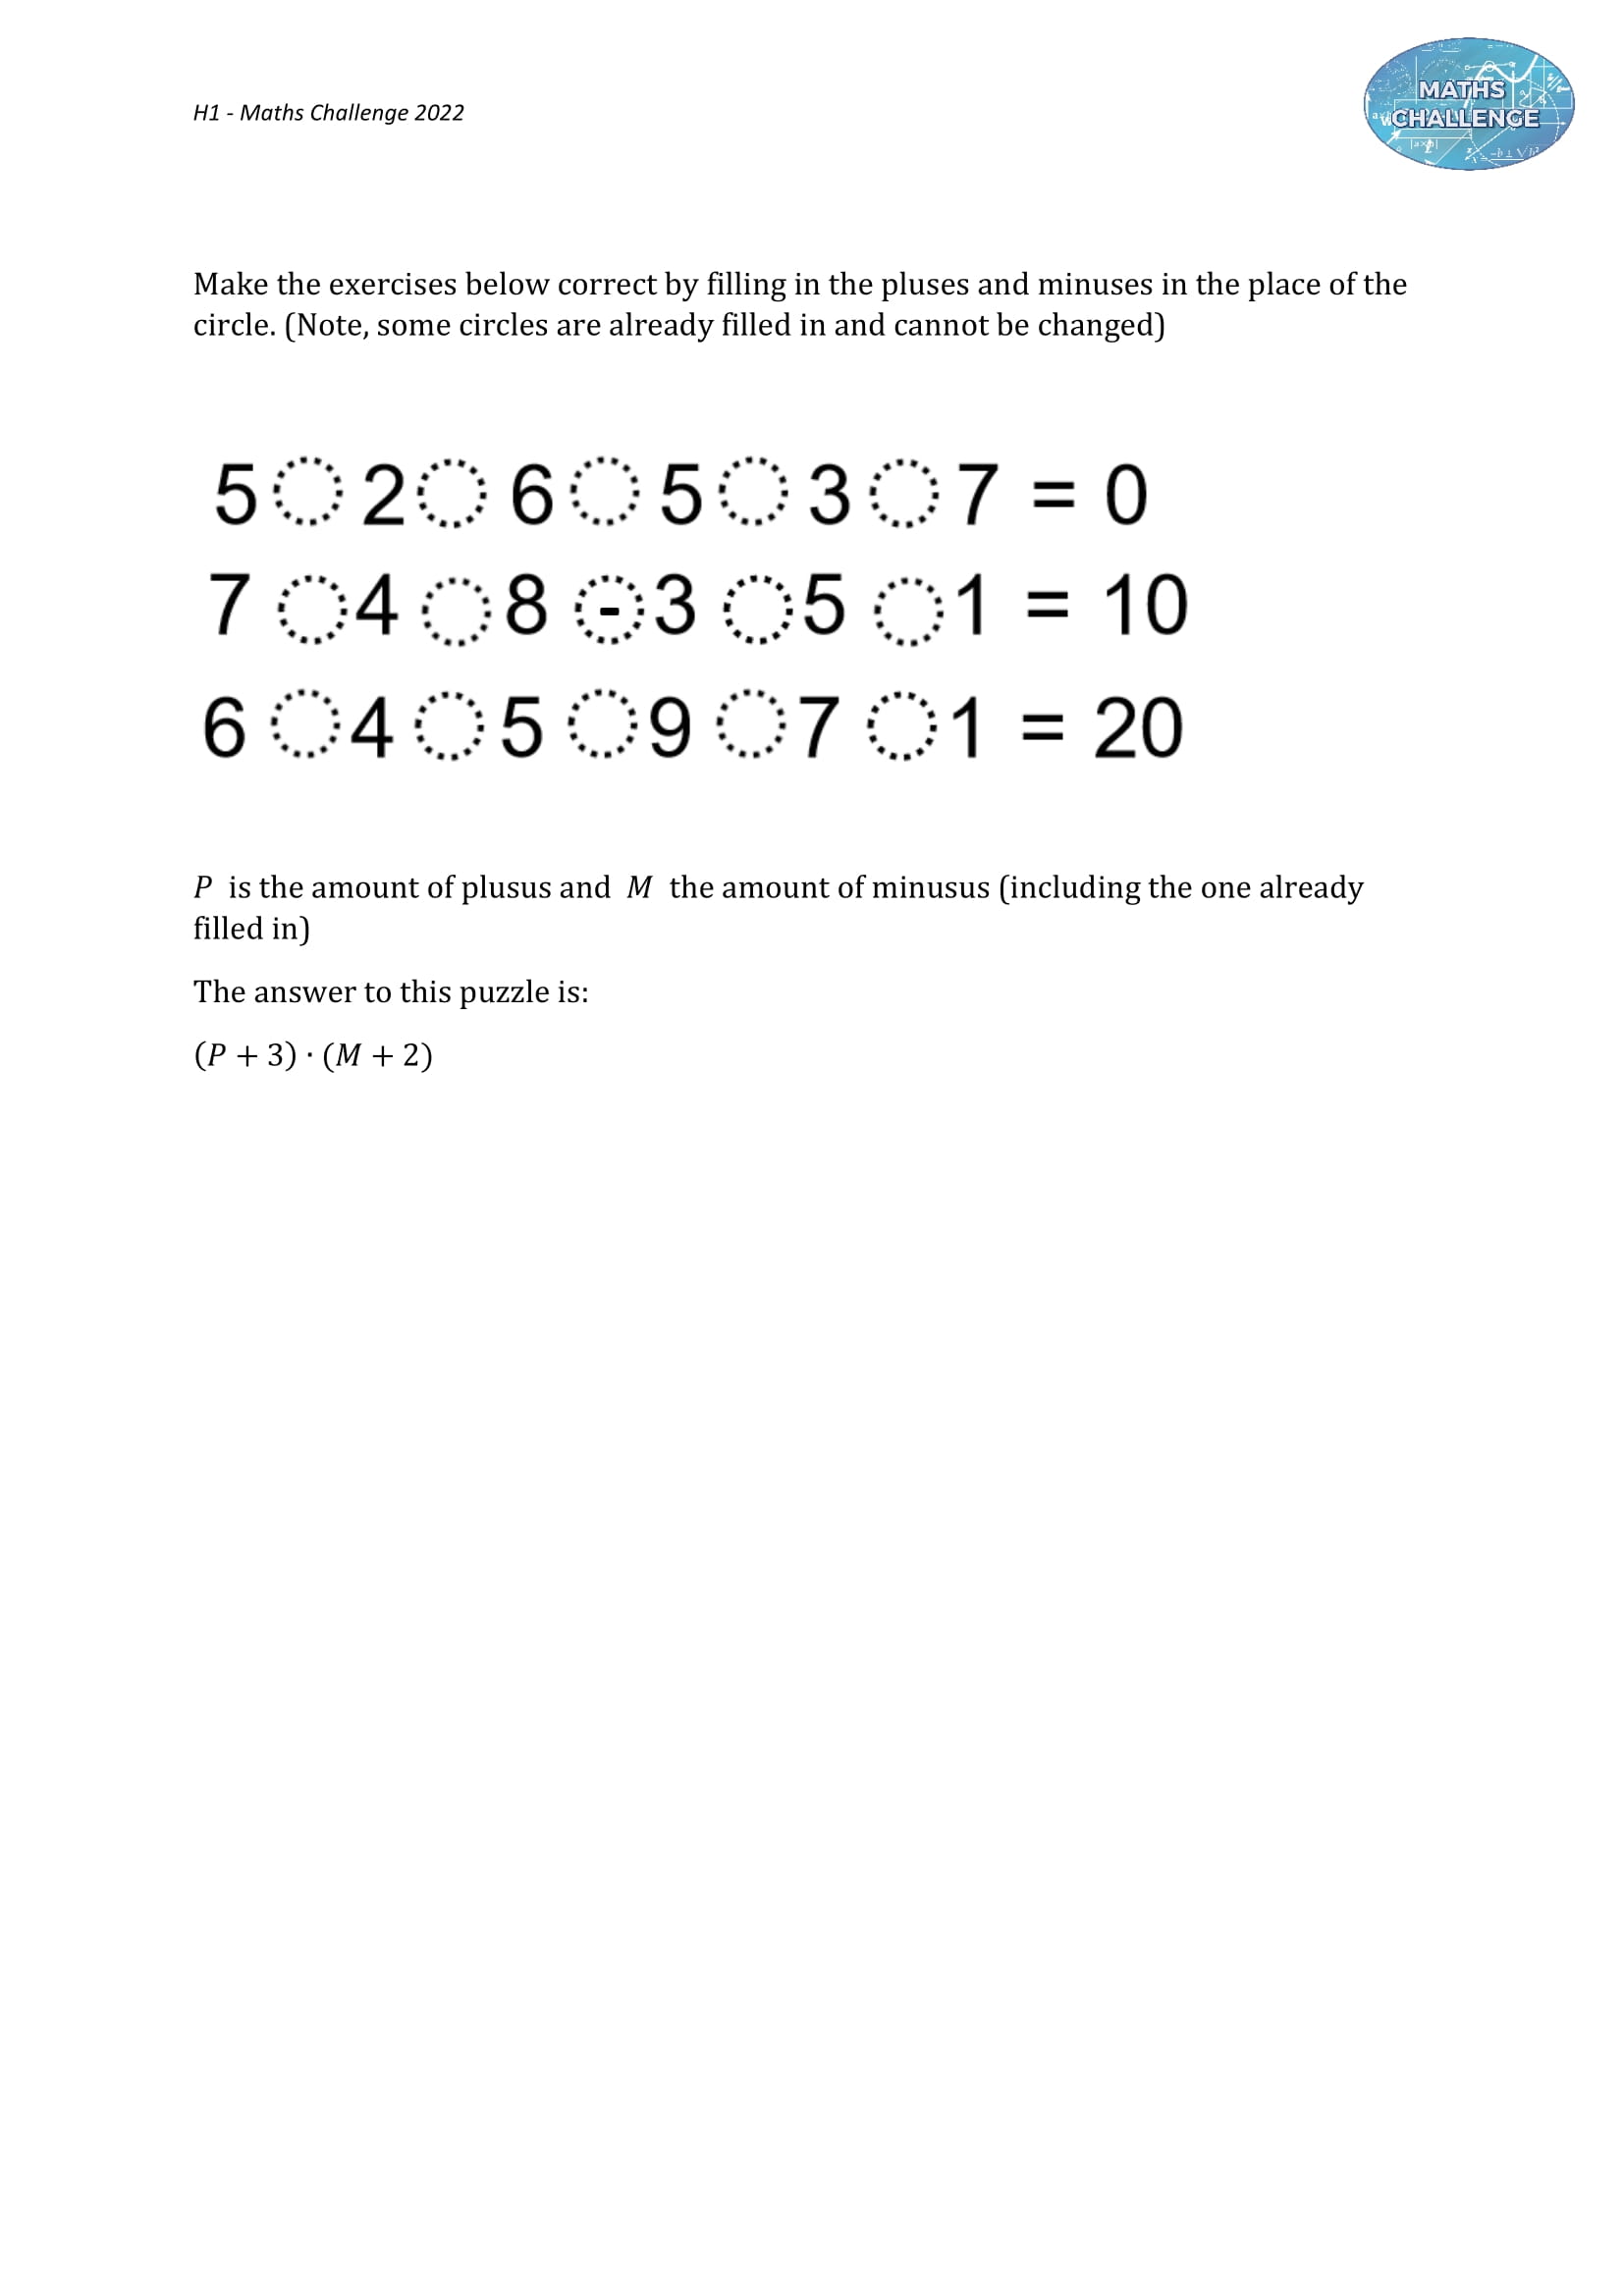 H1 - Maths Challenge 2022
MATHS
CHALLENGE
Make the exercises below correct by filling in the pluses and minuses in the place of the
circle. (Note, some circles are already filled in and cannot be changed)
5◌2◌6◌5◌3◌7 = 0
7◌4◌8 - 3◌5◌1 = 10
6◌4◌5◌9◌7◌1 = 20
P is the amount of plusus and M the amount of minusus (including the one already
filled in)
The answer to this puzzle is:
(P + 3) · (M + 2)